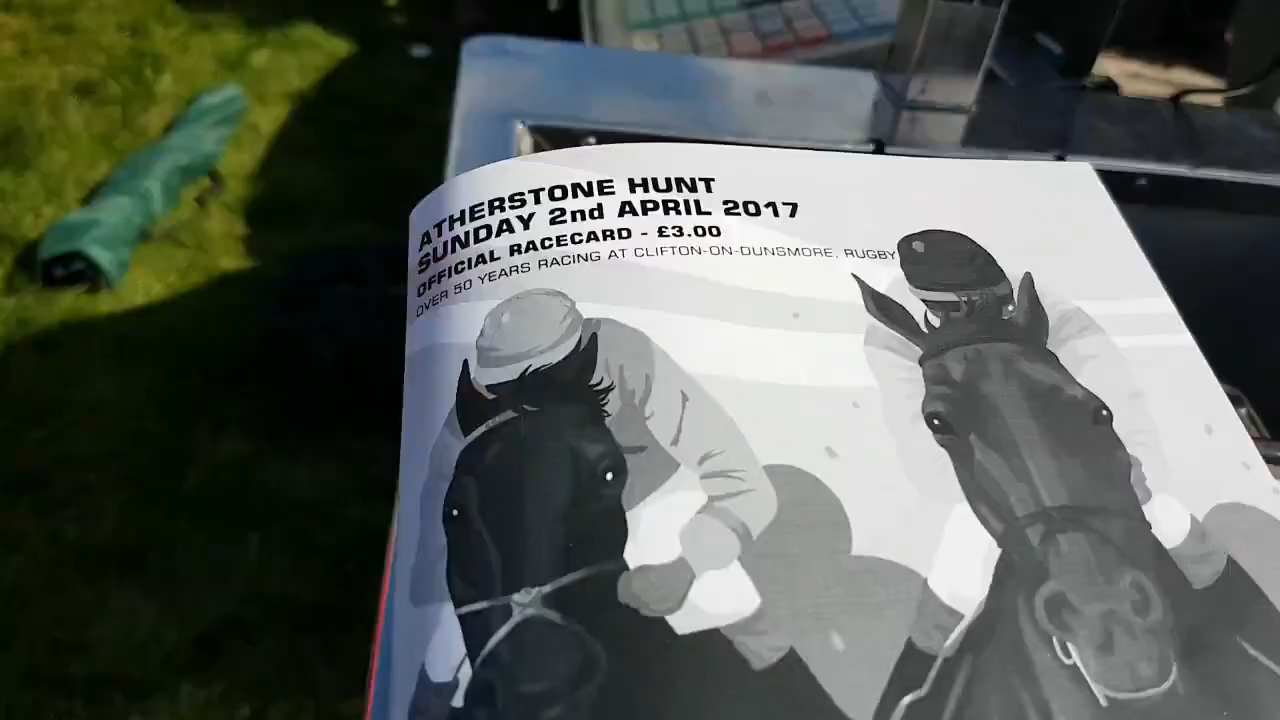 ATHERSTONE HUNT
SUNDAY 2nd APRIL 2017
OFFICIAL RACECARD - £3.00
OVER 50 YEARS RACING AT CLIFTON-ON-DUNSMORE, RUGBY